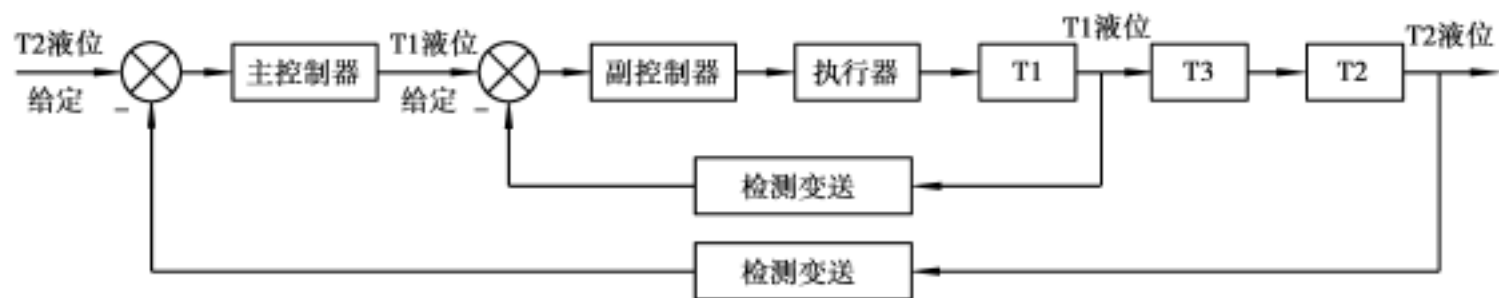 T2液位
给定
－
主控制器
T1液位
给定
－
副控制器
执行器
T1
T1液位
T3
T2
T2液位
检测变送
检测变送